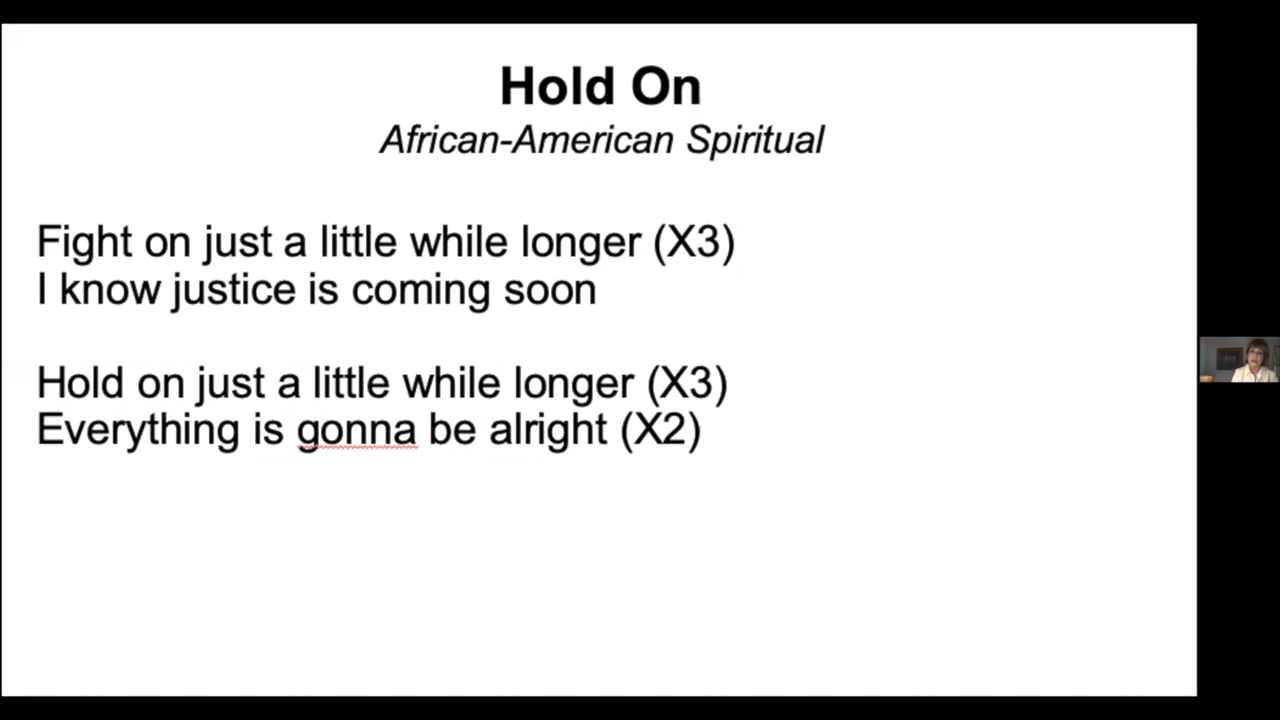 Hold On
African-American Spiritual
Fight on just a little while longer (X3)
I know justice is coming soon
Hold on just a little while longer (X3)
Everything is gonna be alright (X2)